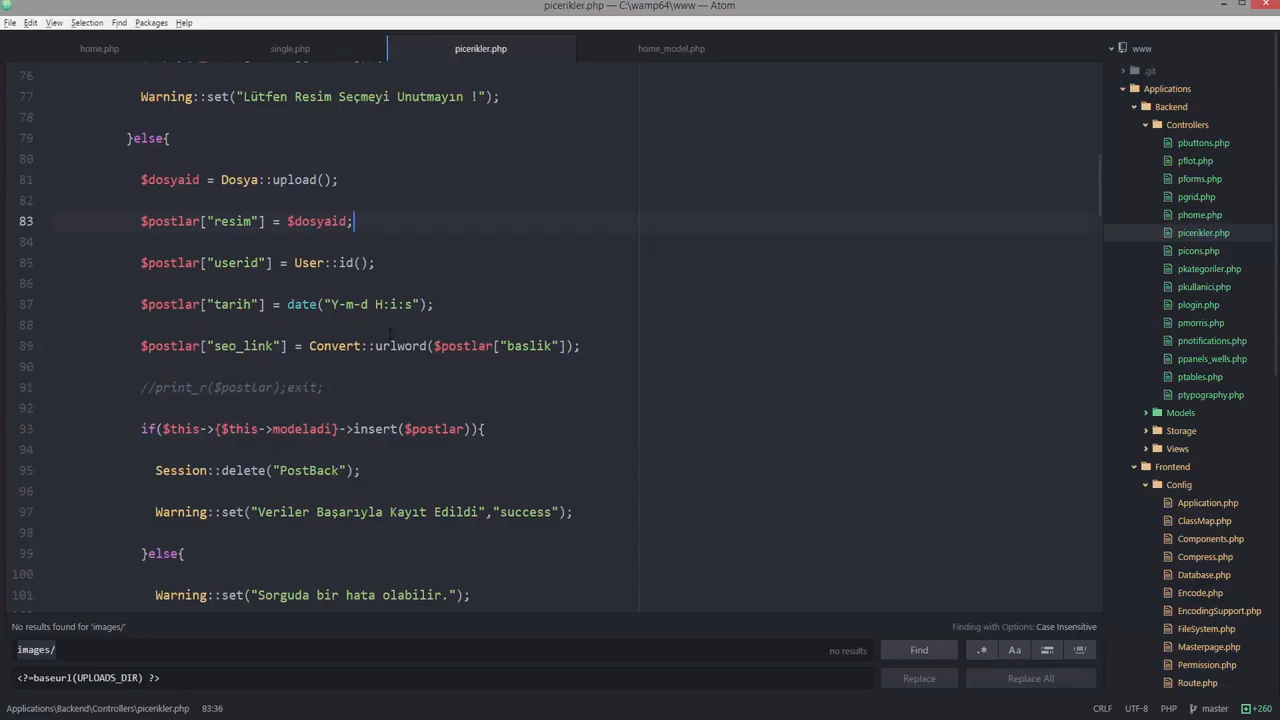 picerikler.php — C:\wamp64\www — Atom
File Edit View Selection Find Packages Help
home.php single.php picerikler.php home_model.php
76
77 Warning::set("Lütfen Resim Seçmeyi Unutmayın !");
78
79 }else{
80
81 $dosyaid = Dosya::upload();
82
83 $postlar["resim"] = $dosyaid;
84
85 $postlar["userid"] = User::id();
86
87 $postlar["tarih"] = date("Y-m-d H:i:s");
88
89 $postlar["seo_link"] = Convert::urlword($postlar["baslik"]);
90
91 //print_r($postlar);exit;
92
93 if($this->{$this->modeladi}->insert($postlar)){
94
95 Session::delete("PostBack");
96
97 Warning::set("Veriler Başarıyla Kayıt Edildi","success");
98
99 }else{
100
101 Warning::set("Sorguda bir hata olabilir.");
www
.git
Applications
Backend
Controllers
pbuttons.php
pflot.php
pforms.php
pgrid.php
phome.php
picerikler.php
picons.php
pkategoriler.php
pkullanici.php
plogin.php
pmorris.php
pnotifications.php
ppanels_wells.php
ptables.php
ptypography.php
Models
Storage
Views
Frontend
Config
Application.php
ClassMap.php
Components.php
Compress.php
Database.php
Encode.php
EncodingSupport.php
FileSystem.php
Masterpage.php
Permission.php
Route.php
No results found for 'images/' Finding with Options: Case Insensitive
images/ no results Find .* Aa
<?=baseurl(UPLOADS_DIR) ?> Replace Replace All
Applications\Backend\Controllers\picerikler.php 83:36 CRLF UTF-8 PHP master +260